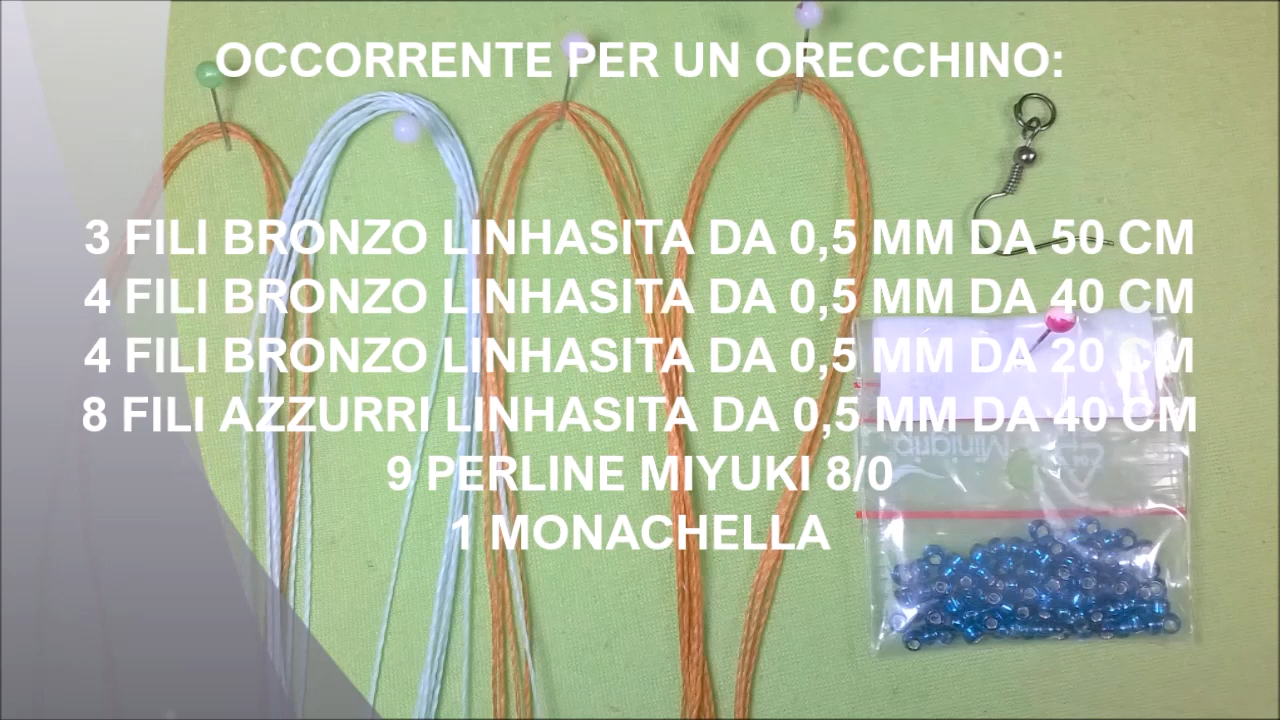 OCCORRENTE PER UN ORECCHINO:
3 FILI BRONZO LINHASITA DA 0,5 MM DA 50 CM
4 FILI BRONZO LINHASITA DA 0,5 MM DA 40 CM
4 FILI BRONZO LINHASITA DA 0,5 MM DA 20 CM
8 FILI AZZURRI LINHASITA DA 0,5 MM DA 40 CM
9 PERLINE MIYUKI 8/0
1 MONACHELLA
Minigrip